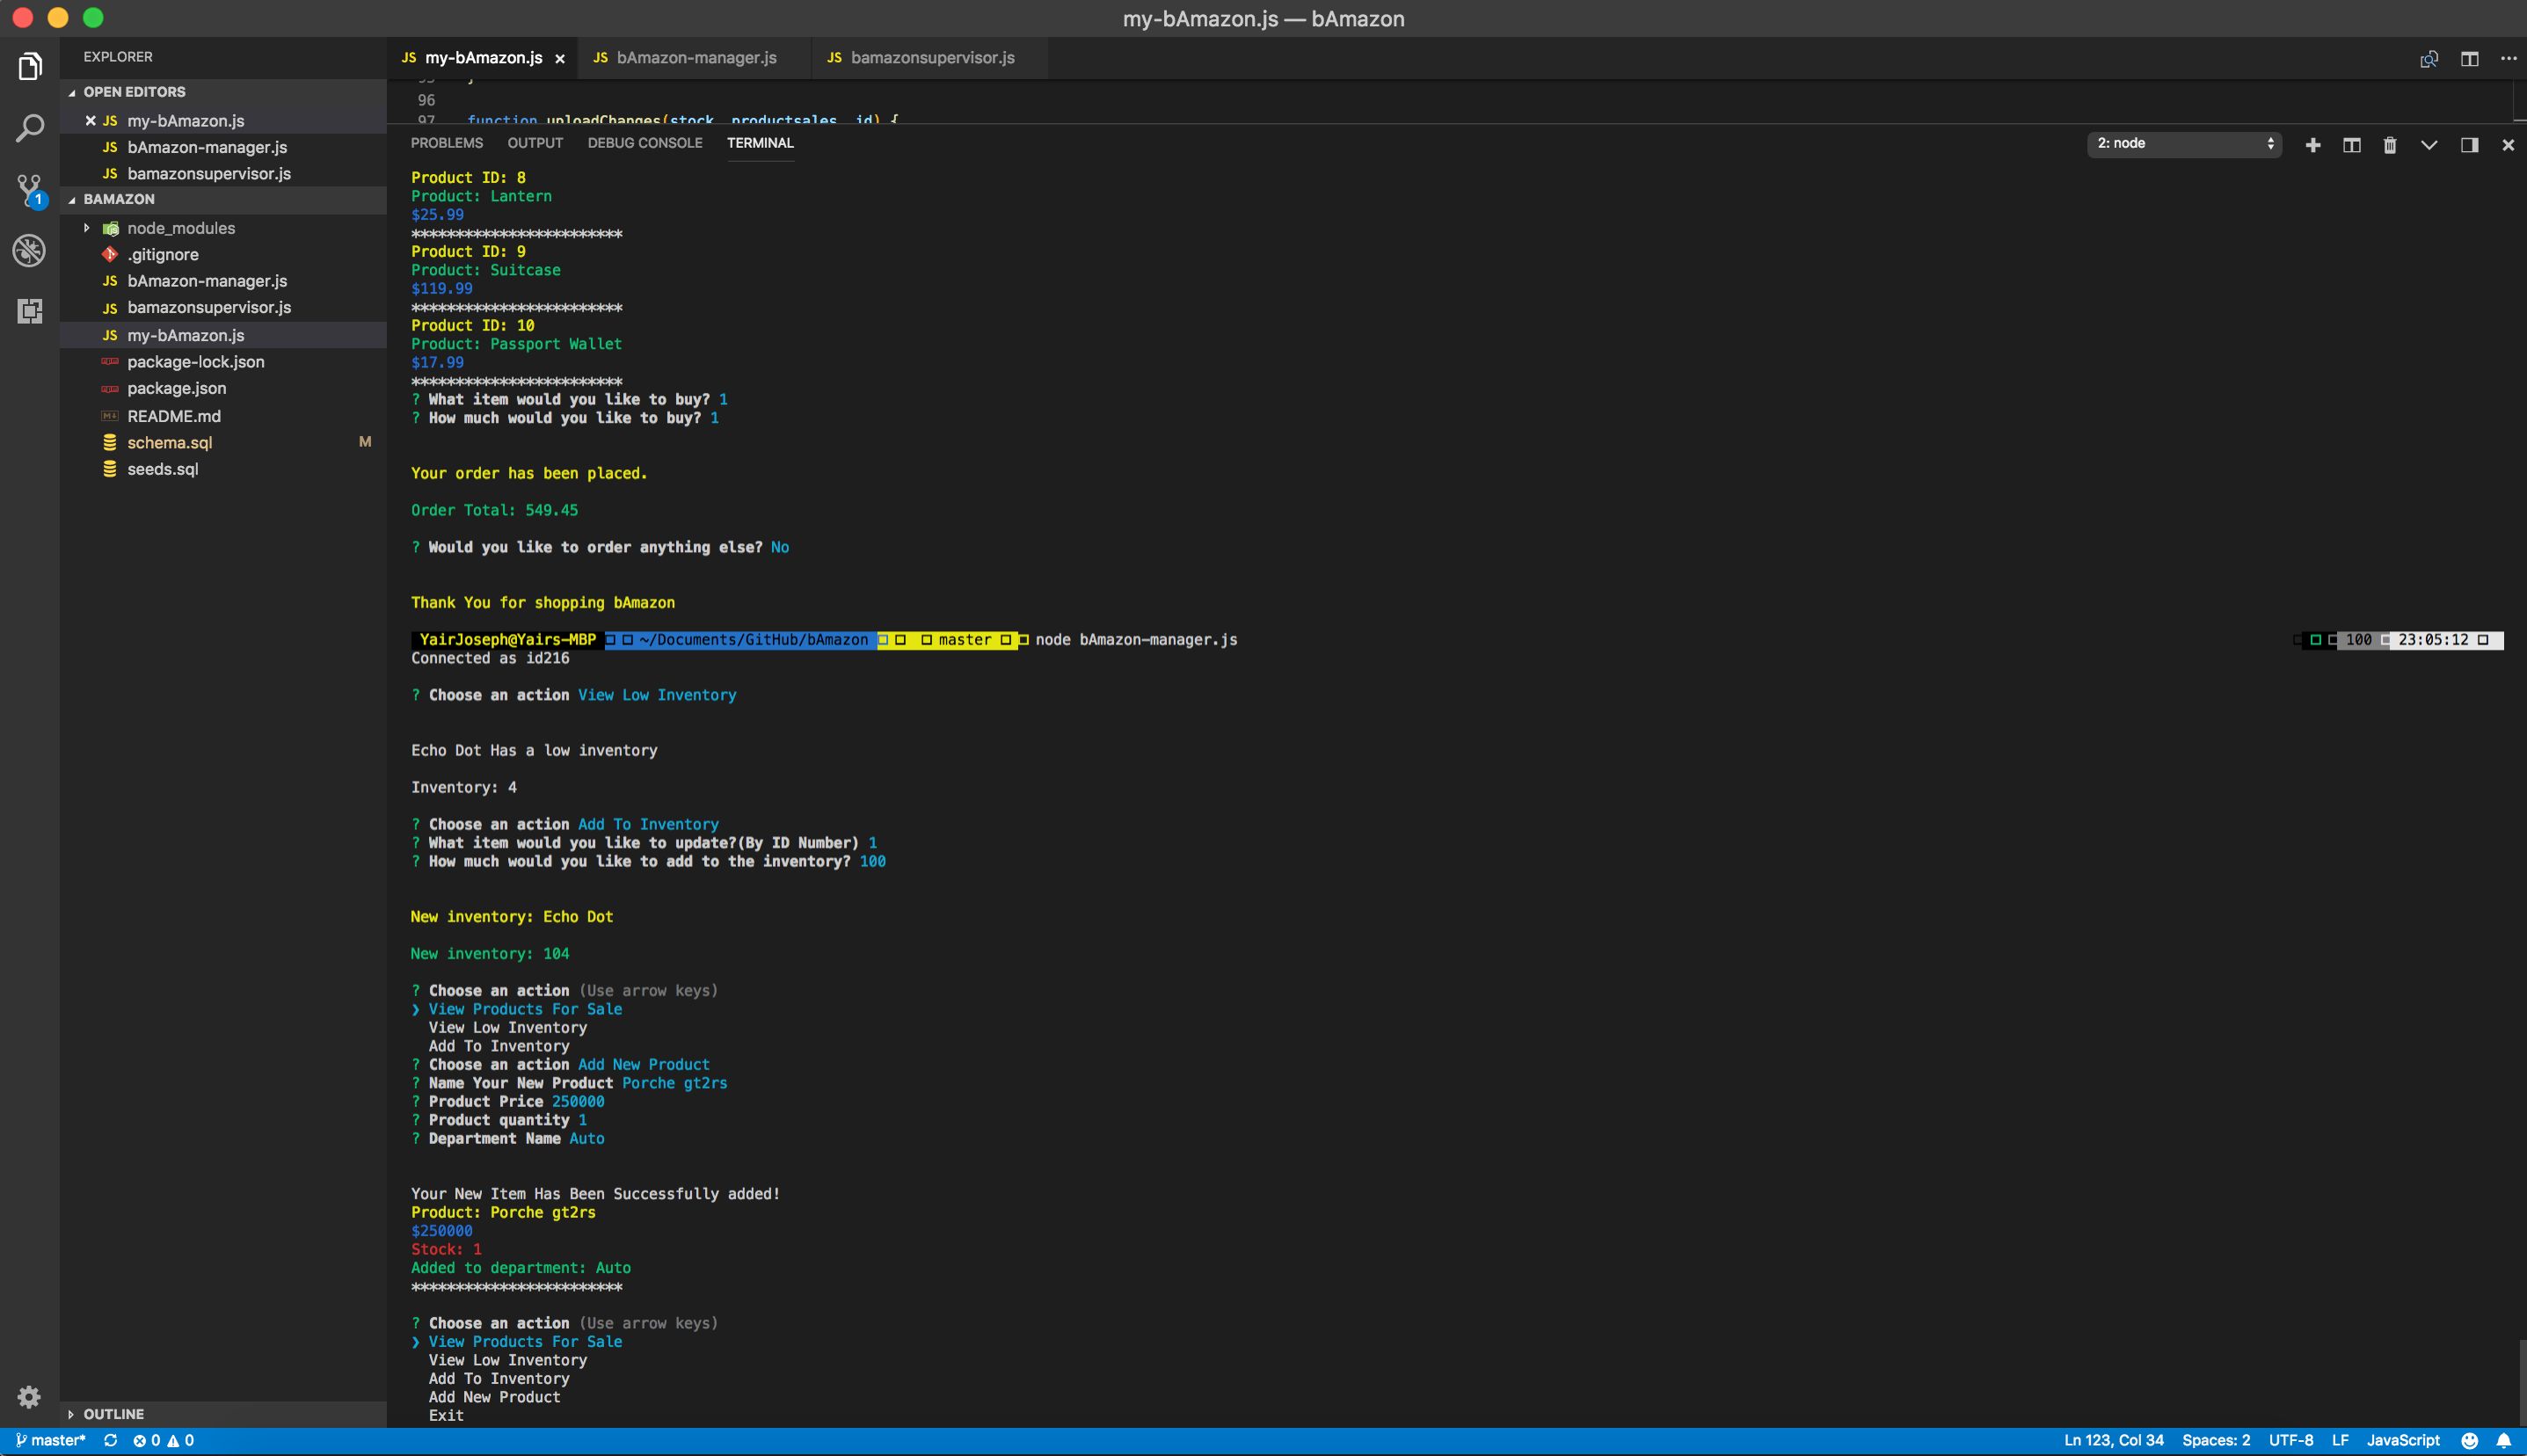 my-bAmazon.js — bAmazon
EXPLORER
OPEN EDITORS
JS my-bAmazon.js
JS bAmazon-manager.js
JS bamazonsupervisor.js
BAMAZON
node_modules
.gitignore
JS bAmazon-manager.js
JS bamazonsupervisor.js
JS my-bAmazon.js
package-lock.json
package.json
README.md
schema.sql M
seeds.sql
OUTLINE
1
JS my-bAmazon.js JS bAmazon-manager.js JS bamazonsupervisor.js
96
97 function uploadChanges(stock, productsales, id) {
PROBLEMS OUTPUT DEBUG CONSOLE TERMINAL 2: node
Product ID: 8
Product: Lantern
$25.99
************************
Product ID: 9
Product: Suitcase
$119.99
************************
Product ID: 10
Product: Passport Wallet
$17.99
************************
? What item would you like to buy? 1
? How much would you like to buy? 1
Your order has been placed.
Order Total: 549.45
? Would you like to order anything else? No
Thank You for shopping bAmazon
YairJoseph@Yairs-MBP ~/Documents/GitHub/bAmazon master node bAmazon-manager.js 100 23:05:12
Connected as id216
? Choose an action View Low Inventory
Echo Dot Has a low inventory
Inventory: 4
? Choose an action Add To Inventory
? What item would you like to update?(By ID Number) 1
? How much would you like to add to the inventory? 100
New inventory: Echo Dot
New inventory: 104
? Choose an action (Use arrow keys)
❯ View Products For Sale
View Low Inventory
Add To Inventory
? Choose an action Add New Product
? Name Your New Product Porche gt2rs
? Product Price 250000
? Product quantity 1
? Department Name Auto
Your New Item Has Been Successfully added!
Product: Porche gt2rs
$250000
Stock: 1
Added to department: Auto
************************
? Choose an action (Use arrow keys)
❯ View Products For Sale
View Low Inventory
Add To Inventory
Add New Product
Exit
master* 0 0 Ln 123, Col 34 Spaces: 2 UTF-8 LF JavaScript